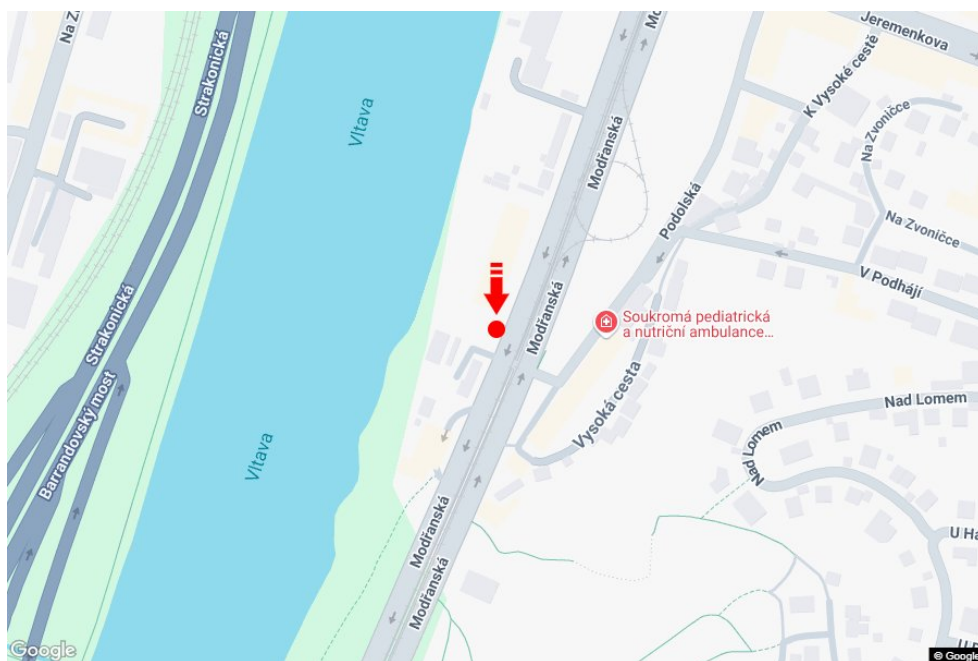 Na Z
Strakonická
Strakonická
Barrandovský most
Vltava
Vltava
Modřanská
Modřanská
Modřanská
Modřanská
Jeremenkova
K Vysoké cestě
Na Zvoničce
Na Zvoničce
Podolská
V Podhájí
Soukromá pediatrická
a nutriční ambulance...
Vysoká cesta
Nad Lomem
Nad Lomem
U Ha
Google
© Google